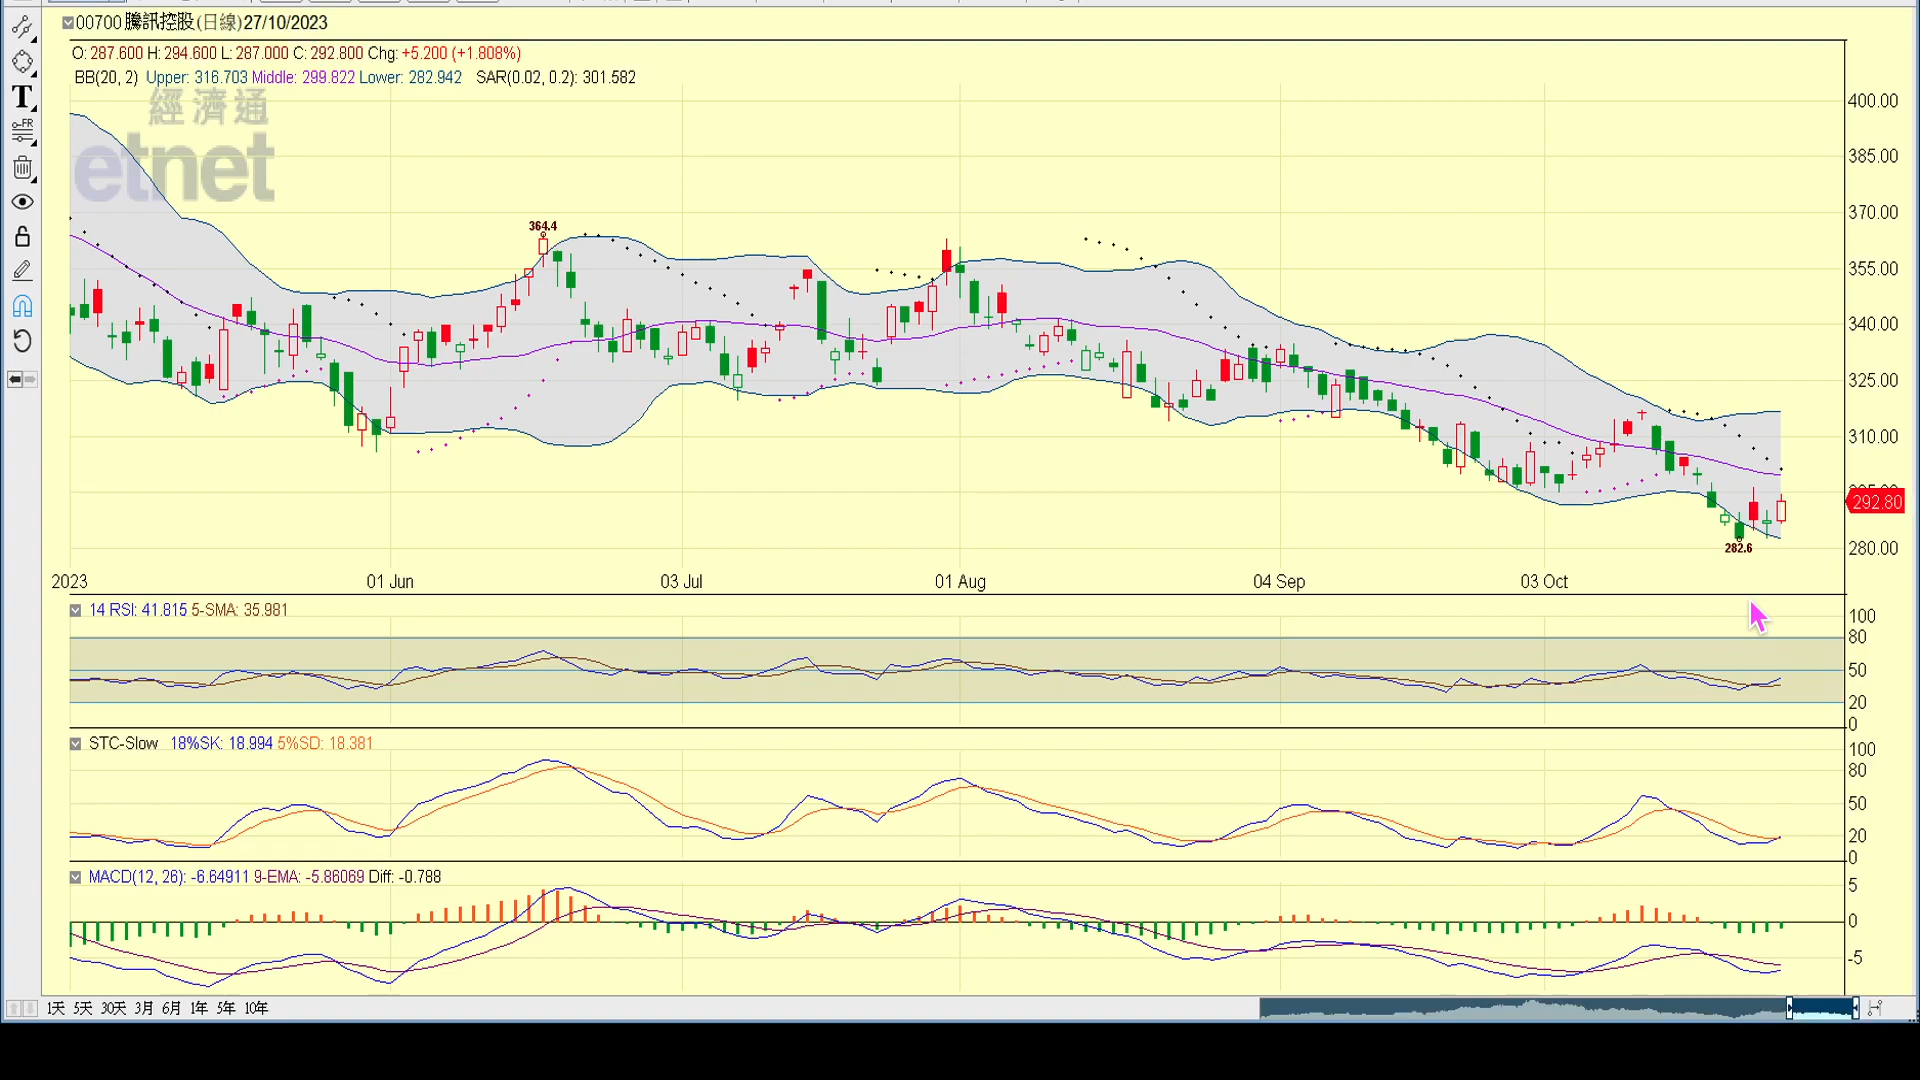 00700 騰訊控股(日線)27/10/2023
O: 287.600 H: 294.600 L: 287.000 C: 292.800 Chg: +5.200 (+1.808%)
BB(20, 2) Upper: 316.703 Middle: 299.822 Lower: 282.942 SAR(0.02, 0.2): 301.582
經濟通
etnet
T
FR
400.00
385.00
370.00
355.00
340.00
325.00
310.00
292.80
280.00
364.4
282.6
2023 01 Jun 03 Jul 01 Aug 04 Sep 03 Oct
14 RSI: 41.815 5-SMA: 35.981
100
80
50
20
0
STC-Slow 18%SK: 18.994 5%SD: 18.381
100
80
50
20
0
MACD(12, 26): -6.64911 9-EMA: -5.86069 Diff: -0.788
5
0
-5
1天 5天 30天 3月 6月 1年 5年 10年